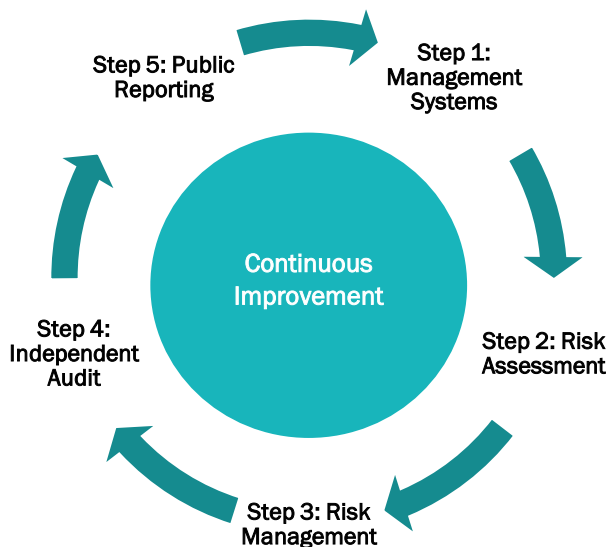 Step 1:
Management
Systems
Step 2: Risk
Assessment
Step 3: Risk
Management
Step 4:
Independent
Audit
Step 5: Public
Reporting
Continuous
Improvement